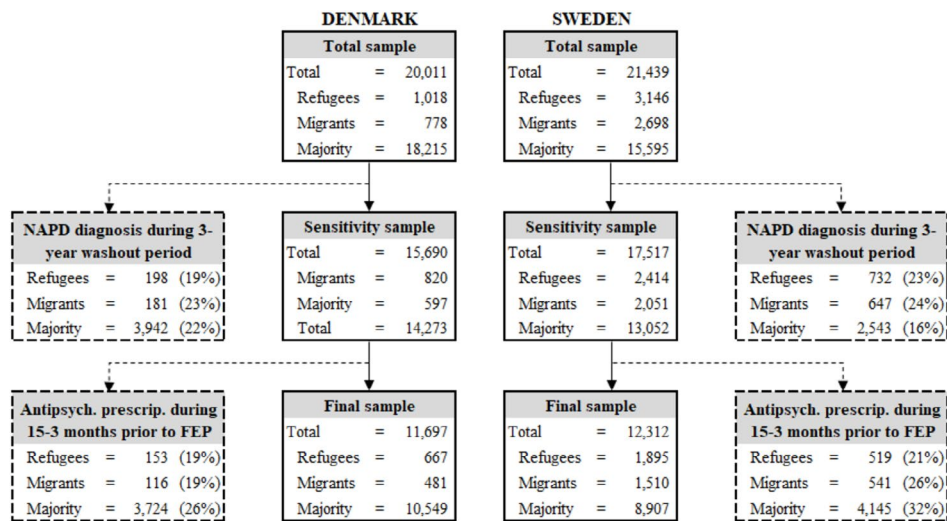 DENMARK
SWEDEN
Total sample
Total = 20,011
Refugees = 1,018
Migrants = 778
Majority = 18,215
Total sample
Total = 21,439
Refugees = 3,146
Migrants = 2,698
Majority = 15,595
NAPD diagnosis during 3-
year washout period
Refugees = 198 (19%)
Migrants = 181 (23%)
Majority = 3,942 (22%)
Sensitivity sample
Total = 15,690
Migrants = 820
Majority = 597
Total = 14,273
Sensitivity sample
Total = 17,517
Refugees = 2,414
Migrants = 2,051
Majority = 13,052
NAPD diagnosis during 3-
year washout period
Refugees = 732 (23%)
Migrants = 647 (24%)
Majority = 2,543 (16%)
Antipsych. prescrip. during
15-3 months prior to FEP
Refugees = 153 (19%)
Migrants = 116 (19%)
Majority = 3,724 (26%)
Final sample
Total = 11,697
Refugees = 667
Migrants = 481
Majority = 10,549
Final sample
Total = 12,312
Refugees = 1,895
Migrants = 1,510
Majority = 8,907
Antipsych. prescrip. during
15-3 months prior to FEP
Refugees = 519 (21%)
Migrants = 541 (26%)
Majority = 4,145 (32%)